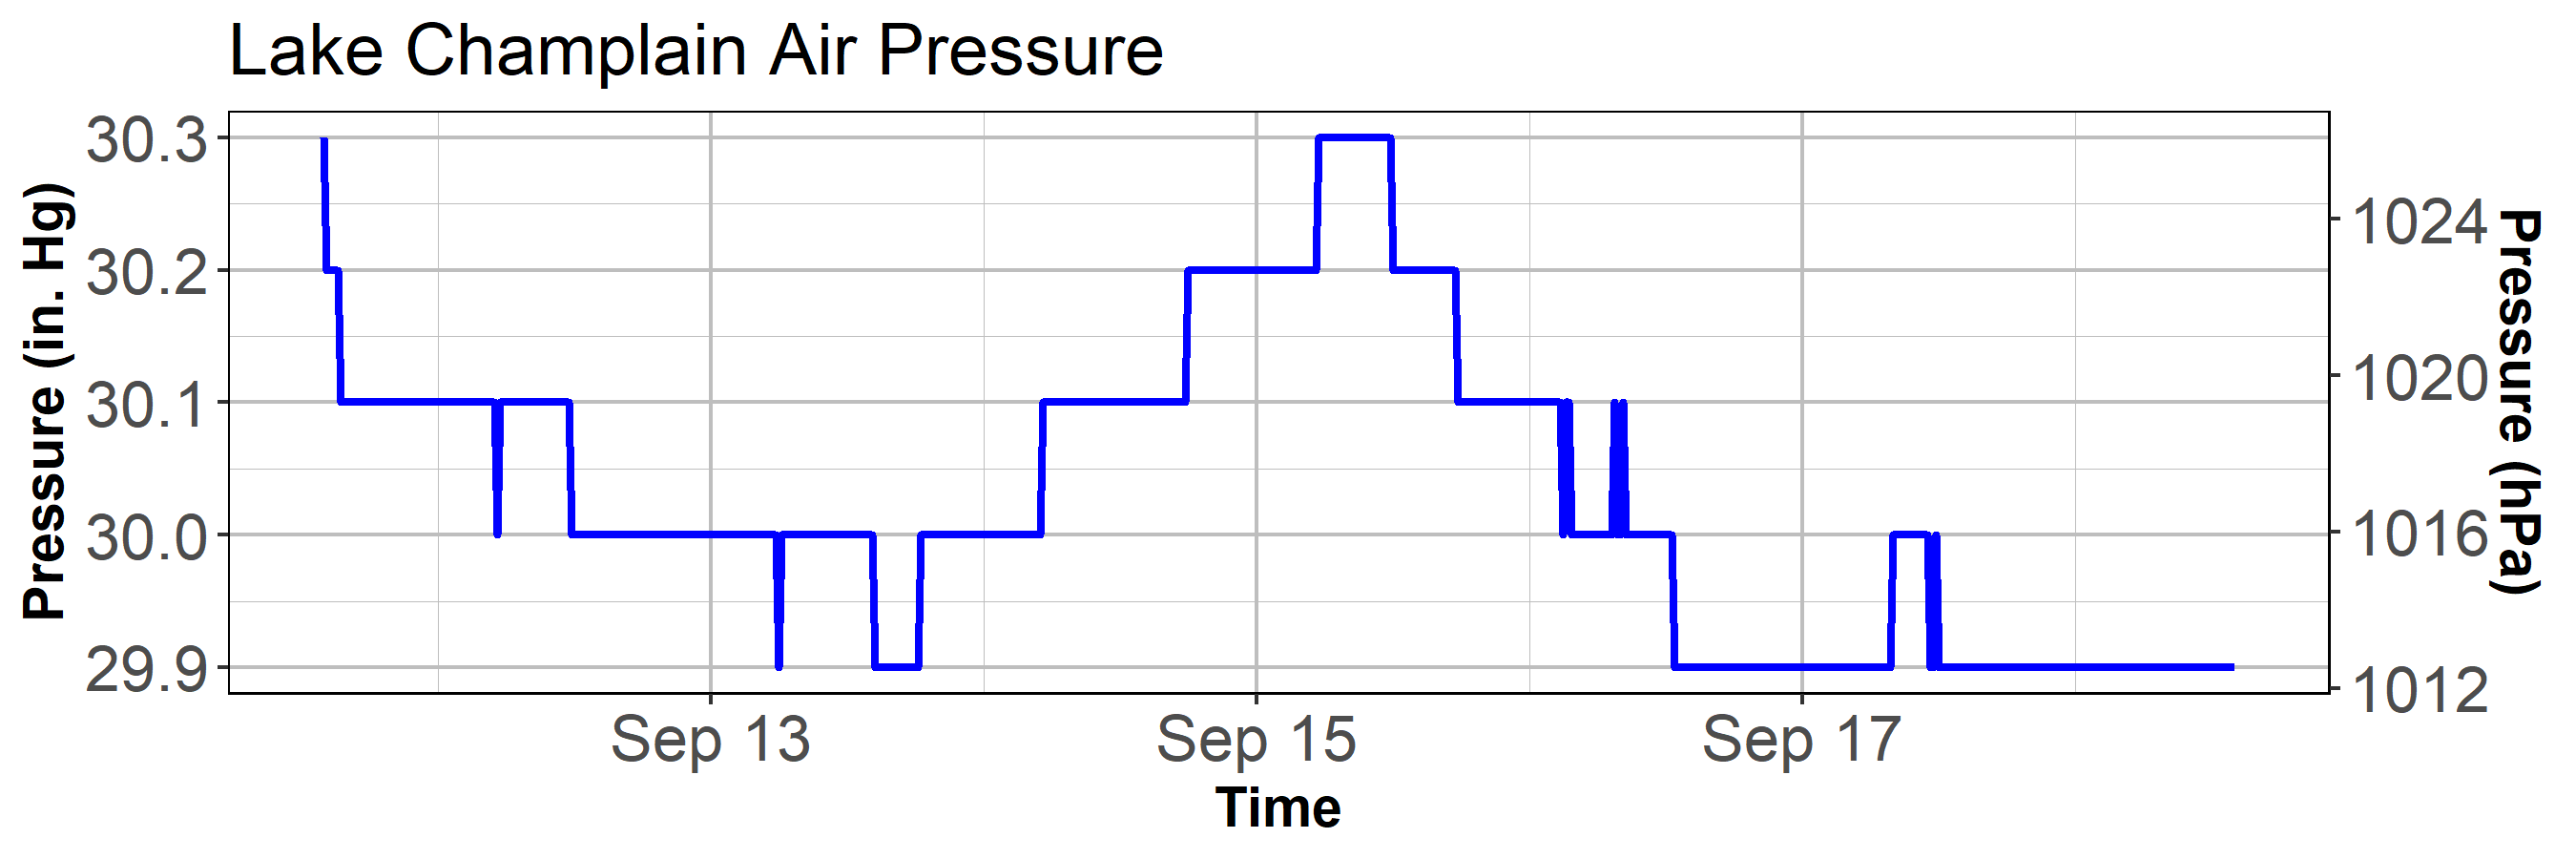 Lake Champlain Air Pressure
30.3
30.2
30.1
30.0
29.9
Pressure (in. Hg)
1024
1020
1016
1012
Pressure (hPa)
Sep 13
Sep 15
Sep 17
Time